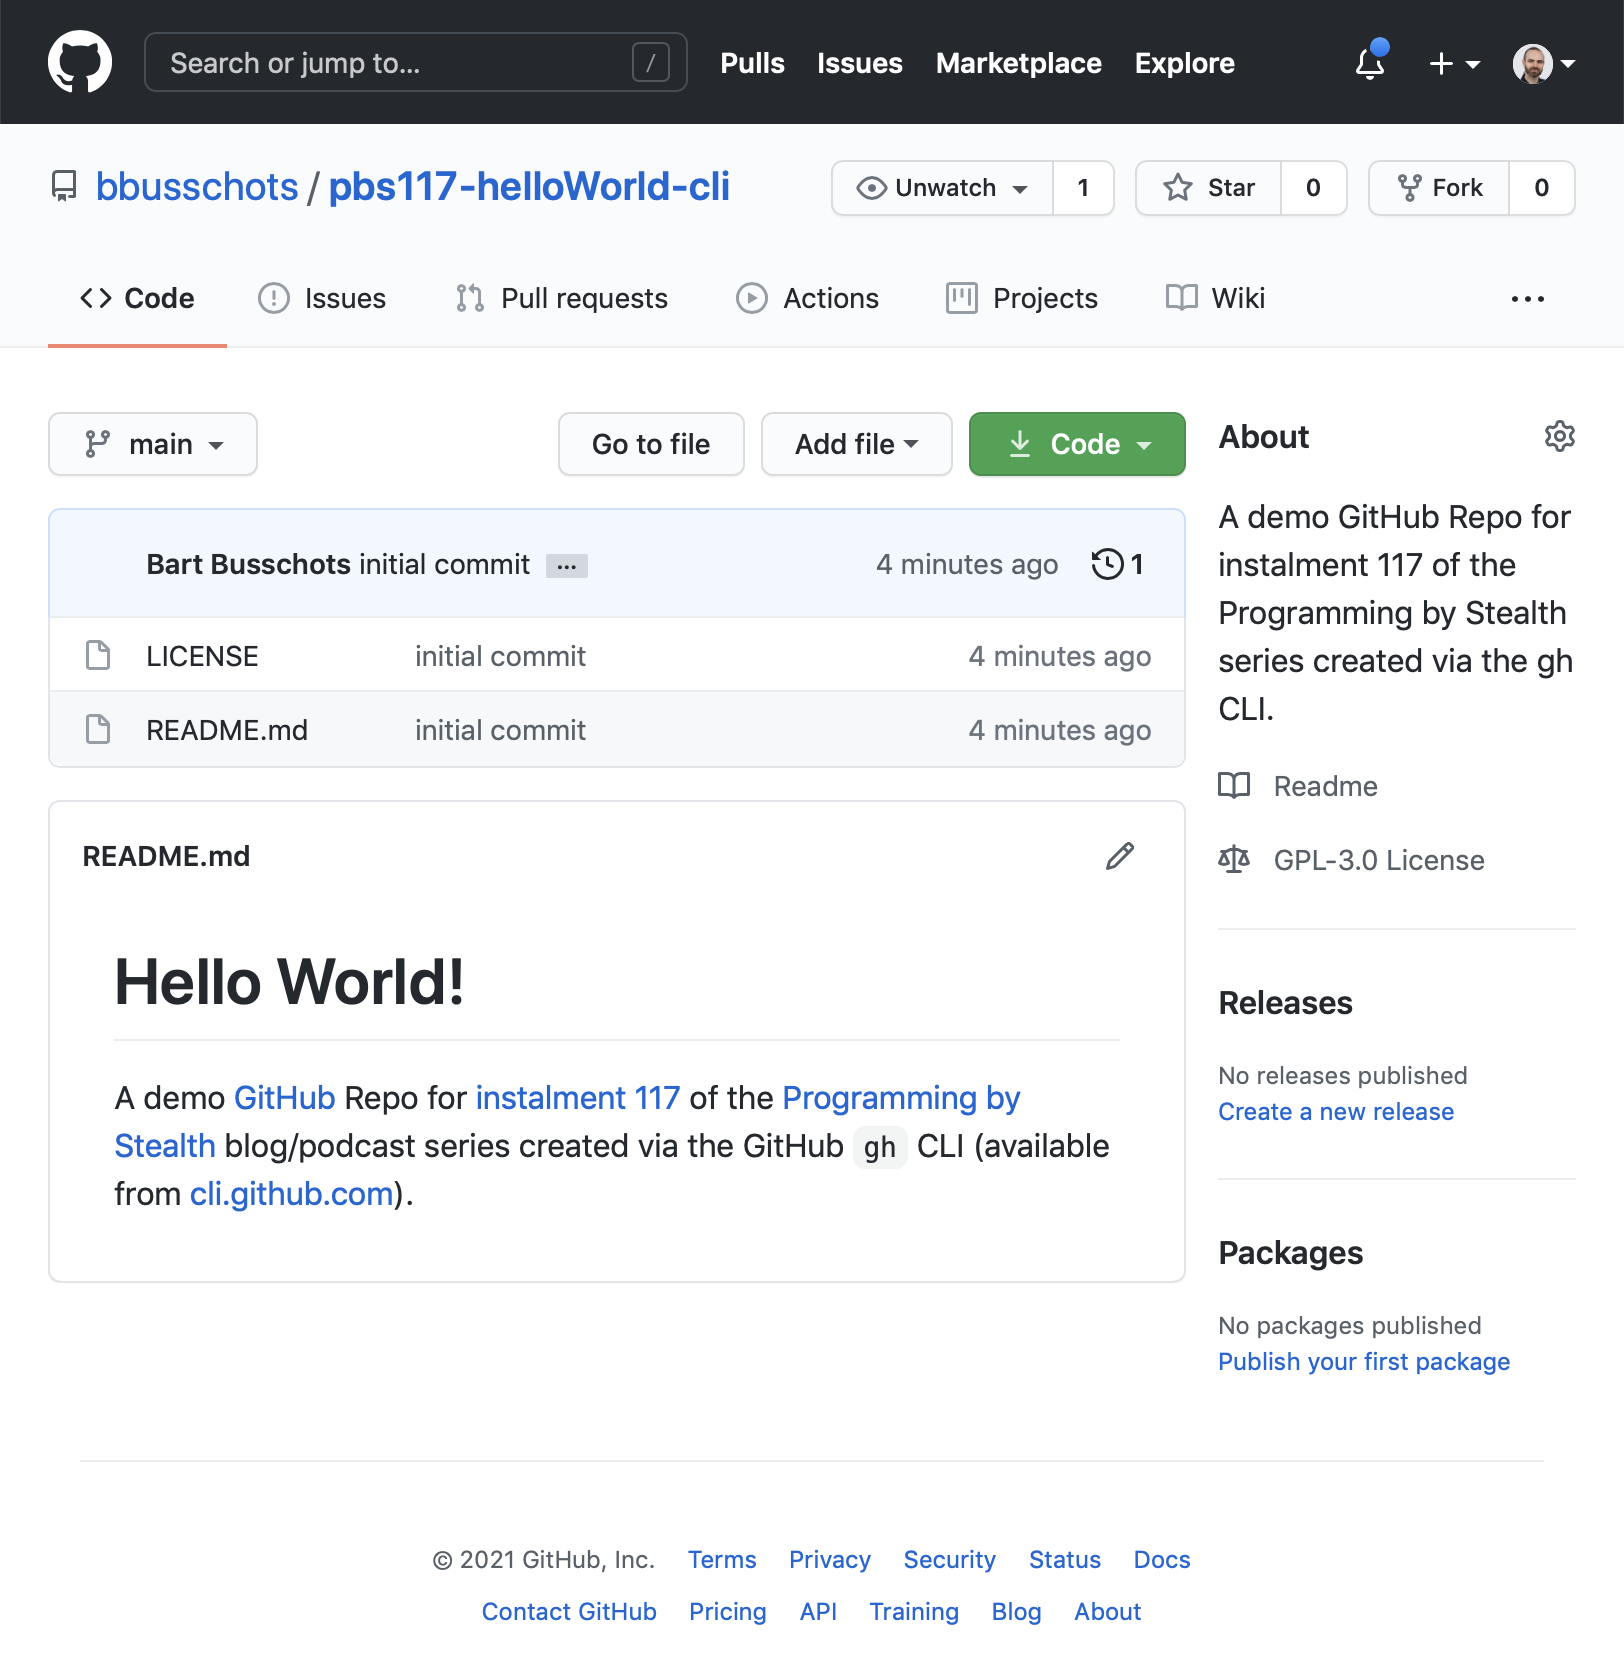 Search or jump to... /
Pulls Issues Marketplace Explore
bbusschots / pbs117-helloWorld-cli
Unwatch 1 Star 0 Fork 0
Code Issues Pull requests Actions Projects Wiki ...
main Go to file Add file Code
Bart Busschots initial commit ... 4 minutes ago 1
LICENSE initial commit 4 minutes ago
README.md initial commit 4 minutes ago
README.md
Hello World!
A demo GitHub Repo for instalment 117 of the Programming by
Stealth blog/podcast series created via the GitHub gh CLI (available
from cli.github.com).
About
A demo GitHub Repo for
instalment 117 of the
Programming by Stealth
series created via the gh
CLI.
Readme
GPL-3.0 License
Releases
No releases published
Create a new release
Packages
No packages published
Publish your first package
© 2021 GitHub, Inc. Terms Privacy Security Status Docs
Contact GitHub Pricing API Training Blog About